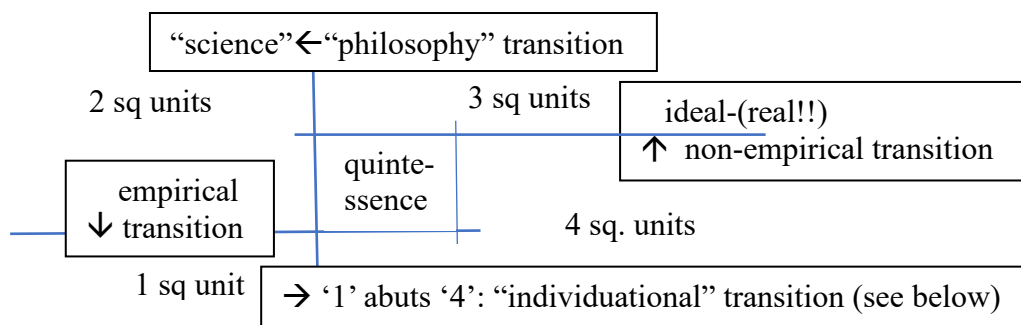 “science”←“philosophy” transition
2 sq units
3 sq units
ideal-(real!!)
↑ non-empirical transition
quinte-
ssence
empirical
↓ transition
4 sq. units
1 sq unit
→ ‘1’ abuts ‘4’: “individuational” transition (see below)